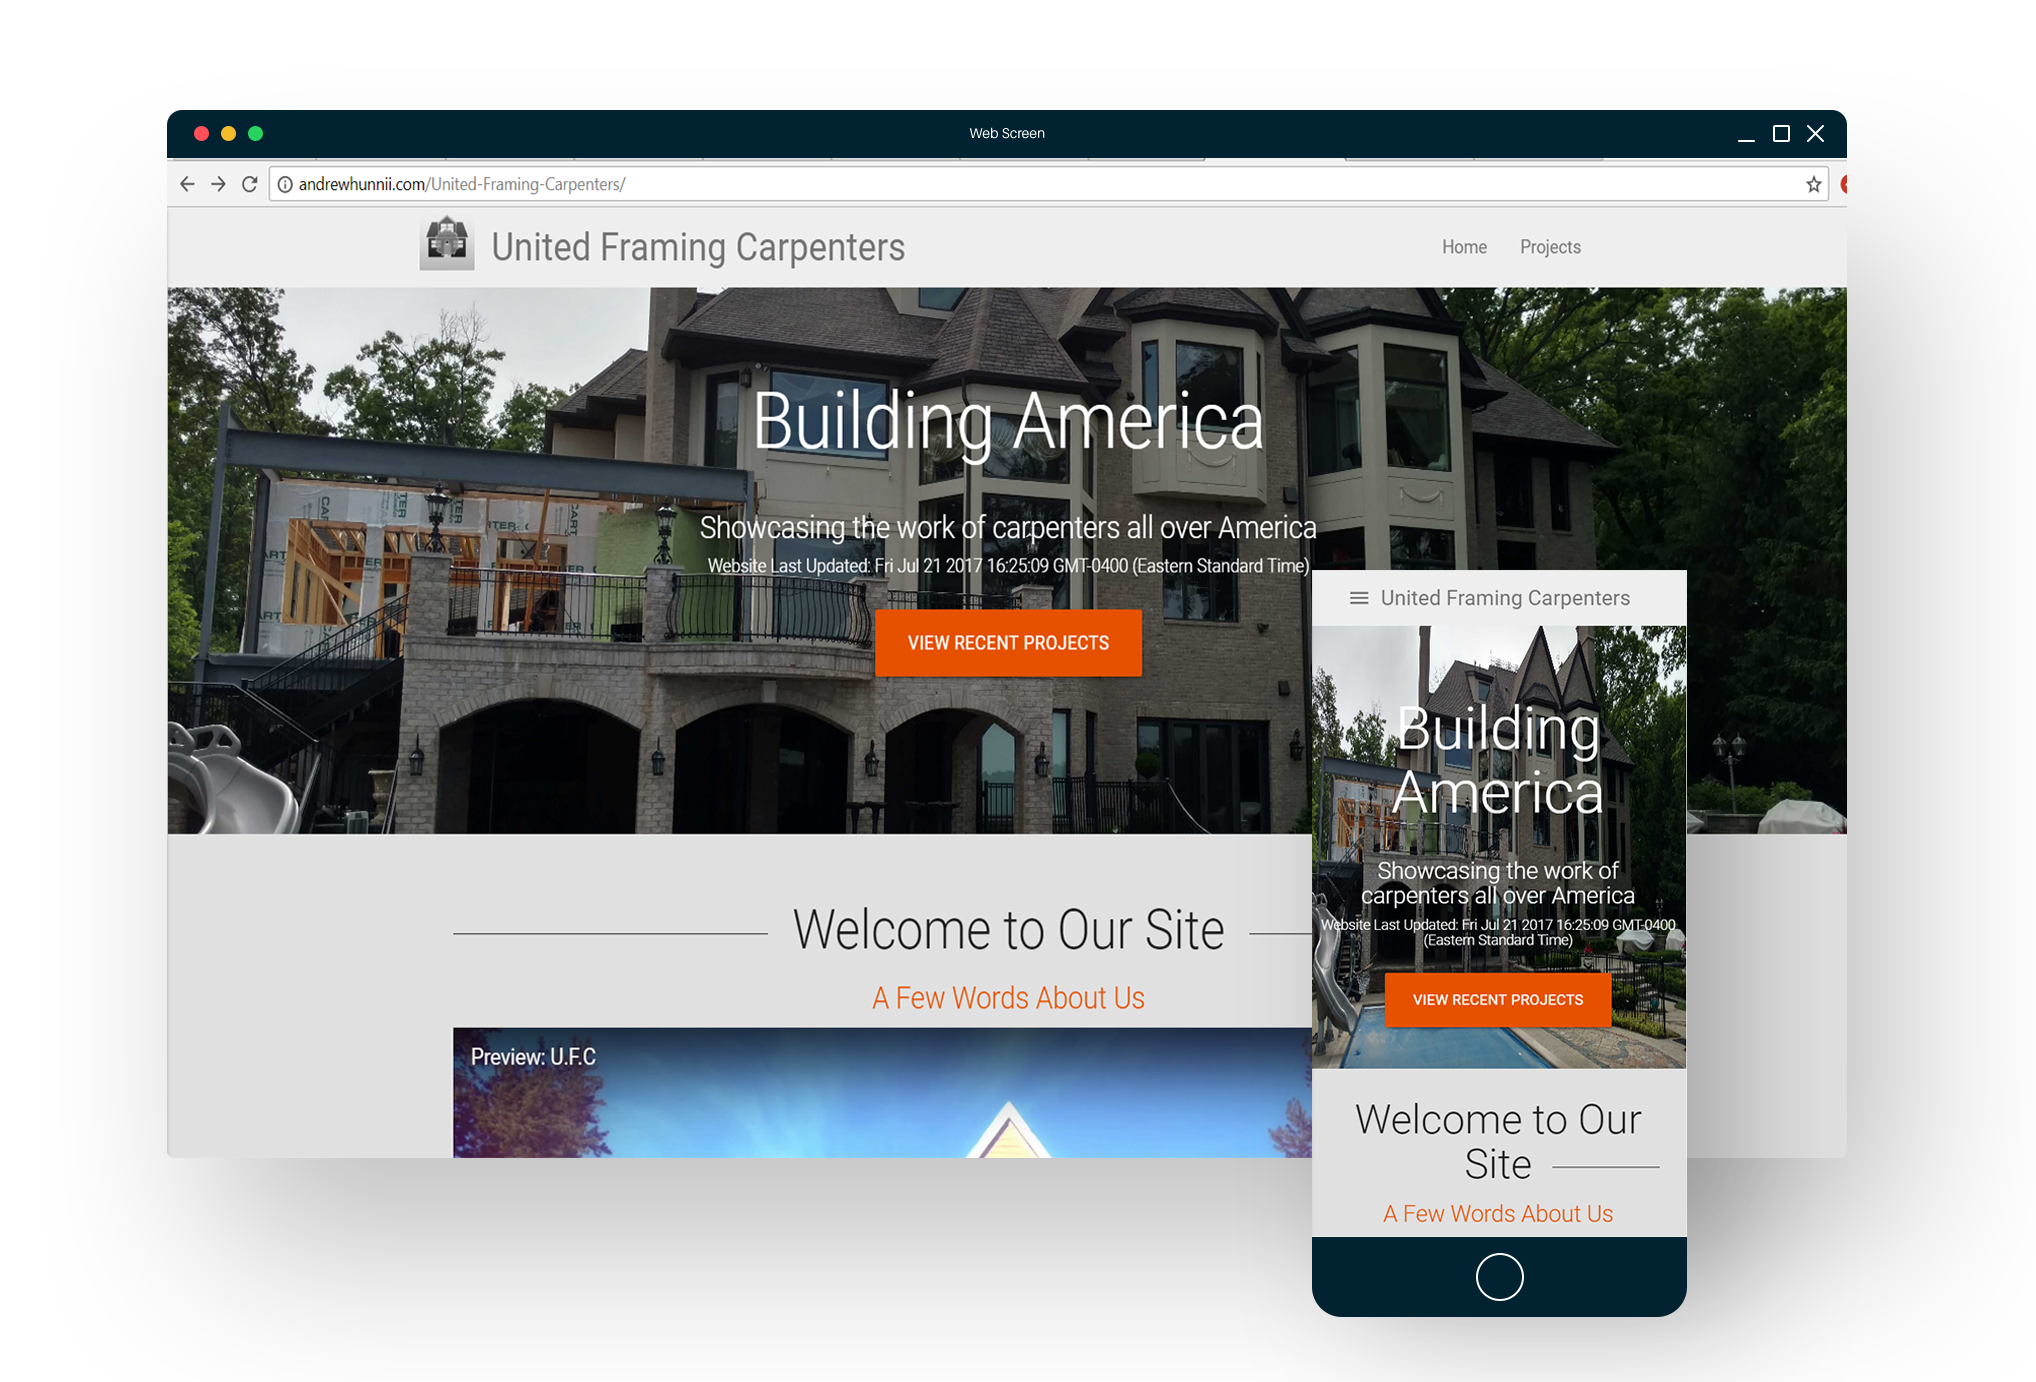 Web Screen
andrewhunnii.com/United-Framing-Carpenters/
United Framing Carpenters
Home Projects
Building America
Showcasing the work of carpenters all over America
Website Last Updated: Fri Jul 21 2017 16:25:09 GMT-0400 (Eastern Standard Time)
VIEW RECENT PROJECTS
Welcome to Our Site
A Few Words About Us
Preview: U.F.C
United Framing Carpenters
Building
America
Showcasing the work of
carpenters all over America
Website Last Updated: Fri Jul 21 2017 16:25:09 GMT-0400
(Eastern Standard Time)
VIEW RECENT PROJECTS
Welcome to Our
Site
A Few Words About Us